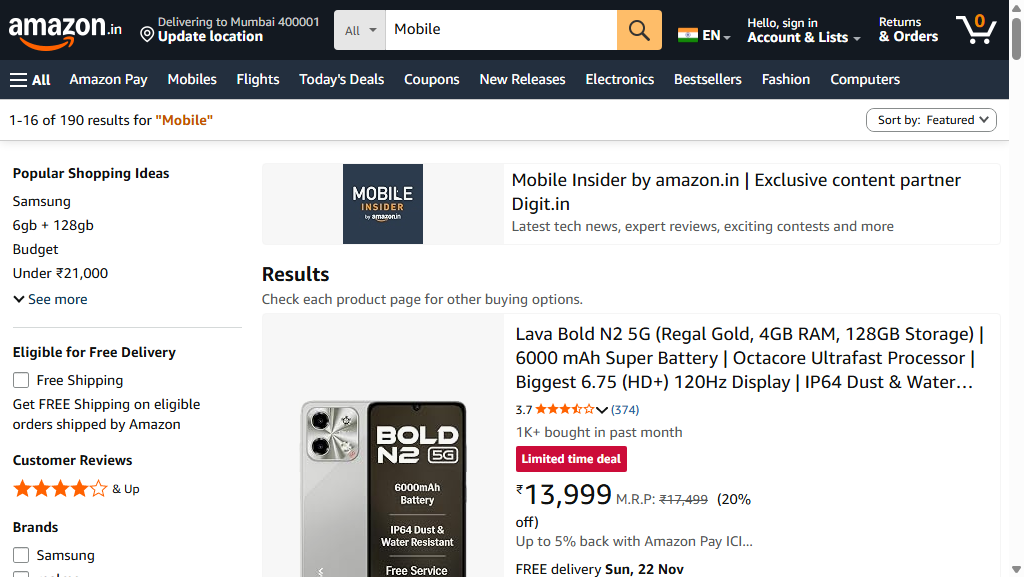 amazon.in
Delivering to Mumbai 400001
Update location
All
Mobile
EN
Hello, sign in
Account & Lists
Returns
& Orders
0
All
Amazon Pay
Mobiles
Flights
Today's Deals
Coupons
New Releases
Electronics
Bestsellers
Fashion
Computers
1-16 of 190 results for "Mobile"
Sort by: Featured
Popular Shopping Ideas
Samsung
6gb + 128gb
Budget
Under ₹21,000
See more
Eligible for Free Delivery
Free Shipping
Get FREE Shipping on eligible
orders shipped by Amazon
Customer Reviews
& Up
Brands
Samsung
MOBILE
INSIDER
by amazon.in
Mobile Insider by amazon.in | Exclusive content partner
Digit.in
Latest tech news, expert reviews, exciting contests and more
Results
Check each product page for other buying options.
BOLD
N2 5G
6000mAh
Battery
IP64 Dust &
Water Resistant
Free Service
Lava Bold N2 5G (Regal Gold, 4GB RAM, 128GB Storage) |
6000 mAh Super Battery | Octacore Ultrafast Processor |
Biggest 6.75 (HD+) 120Hz Display | IP64 Dust & Water…
3.7 (374)
1K+ bought in past month
Limited time deal
₹13,999 M.R.P: ₹17,499 (20%
off)
Up to 5% back with Amazon Pay ICI…
FREE delivery Sun, 22 Nov